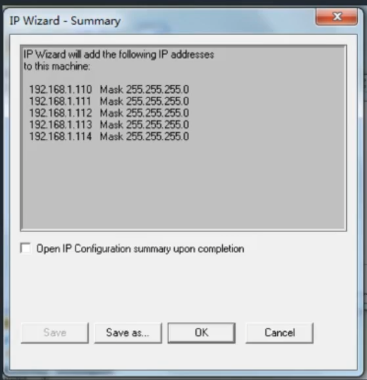 IP Wizard - Summary
IP Wizard will add the following IP addresses
to this machine:
192.168.1.110 Mask 255.255.255.0
192.168.1.111 Mask 255.255.255.0
192.168.1.112 Mask 255.255.255.0
192.168.1.113 Mask 255.255.255.0
192.168.1.114 Mask 255.255.255.0
Open IP Configuration summary upon completion
Save
Save as...
OK
Cancel